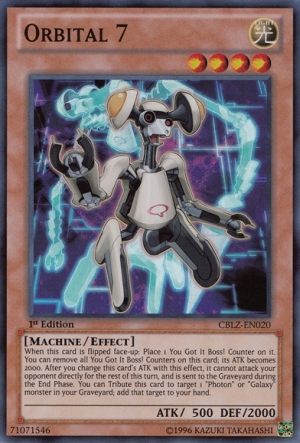 ORBITAL 7
光
1st Edition
CBLZ-EN020
[MACHINE/EFFECT]
When this card is flipped face-up: Place 1 You Got It Boss! Counter on it.
You can remove all You Got It Boss! Counters on this card; its ATK becomes
2000. After you change this card's ATK with this effect, it cannot attack your
opponent directly for the rest of this turn, and is sent to the Graveyard during
the End Phase. You can Tribute this card to target 1 "Photon" or "Galaxy"
monster in your Graveyard; add that target to your hand.
ATK/ 500 DEF/2000
71071546
©1996 KAZUKI TAKAHASHI